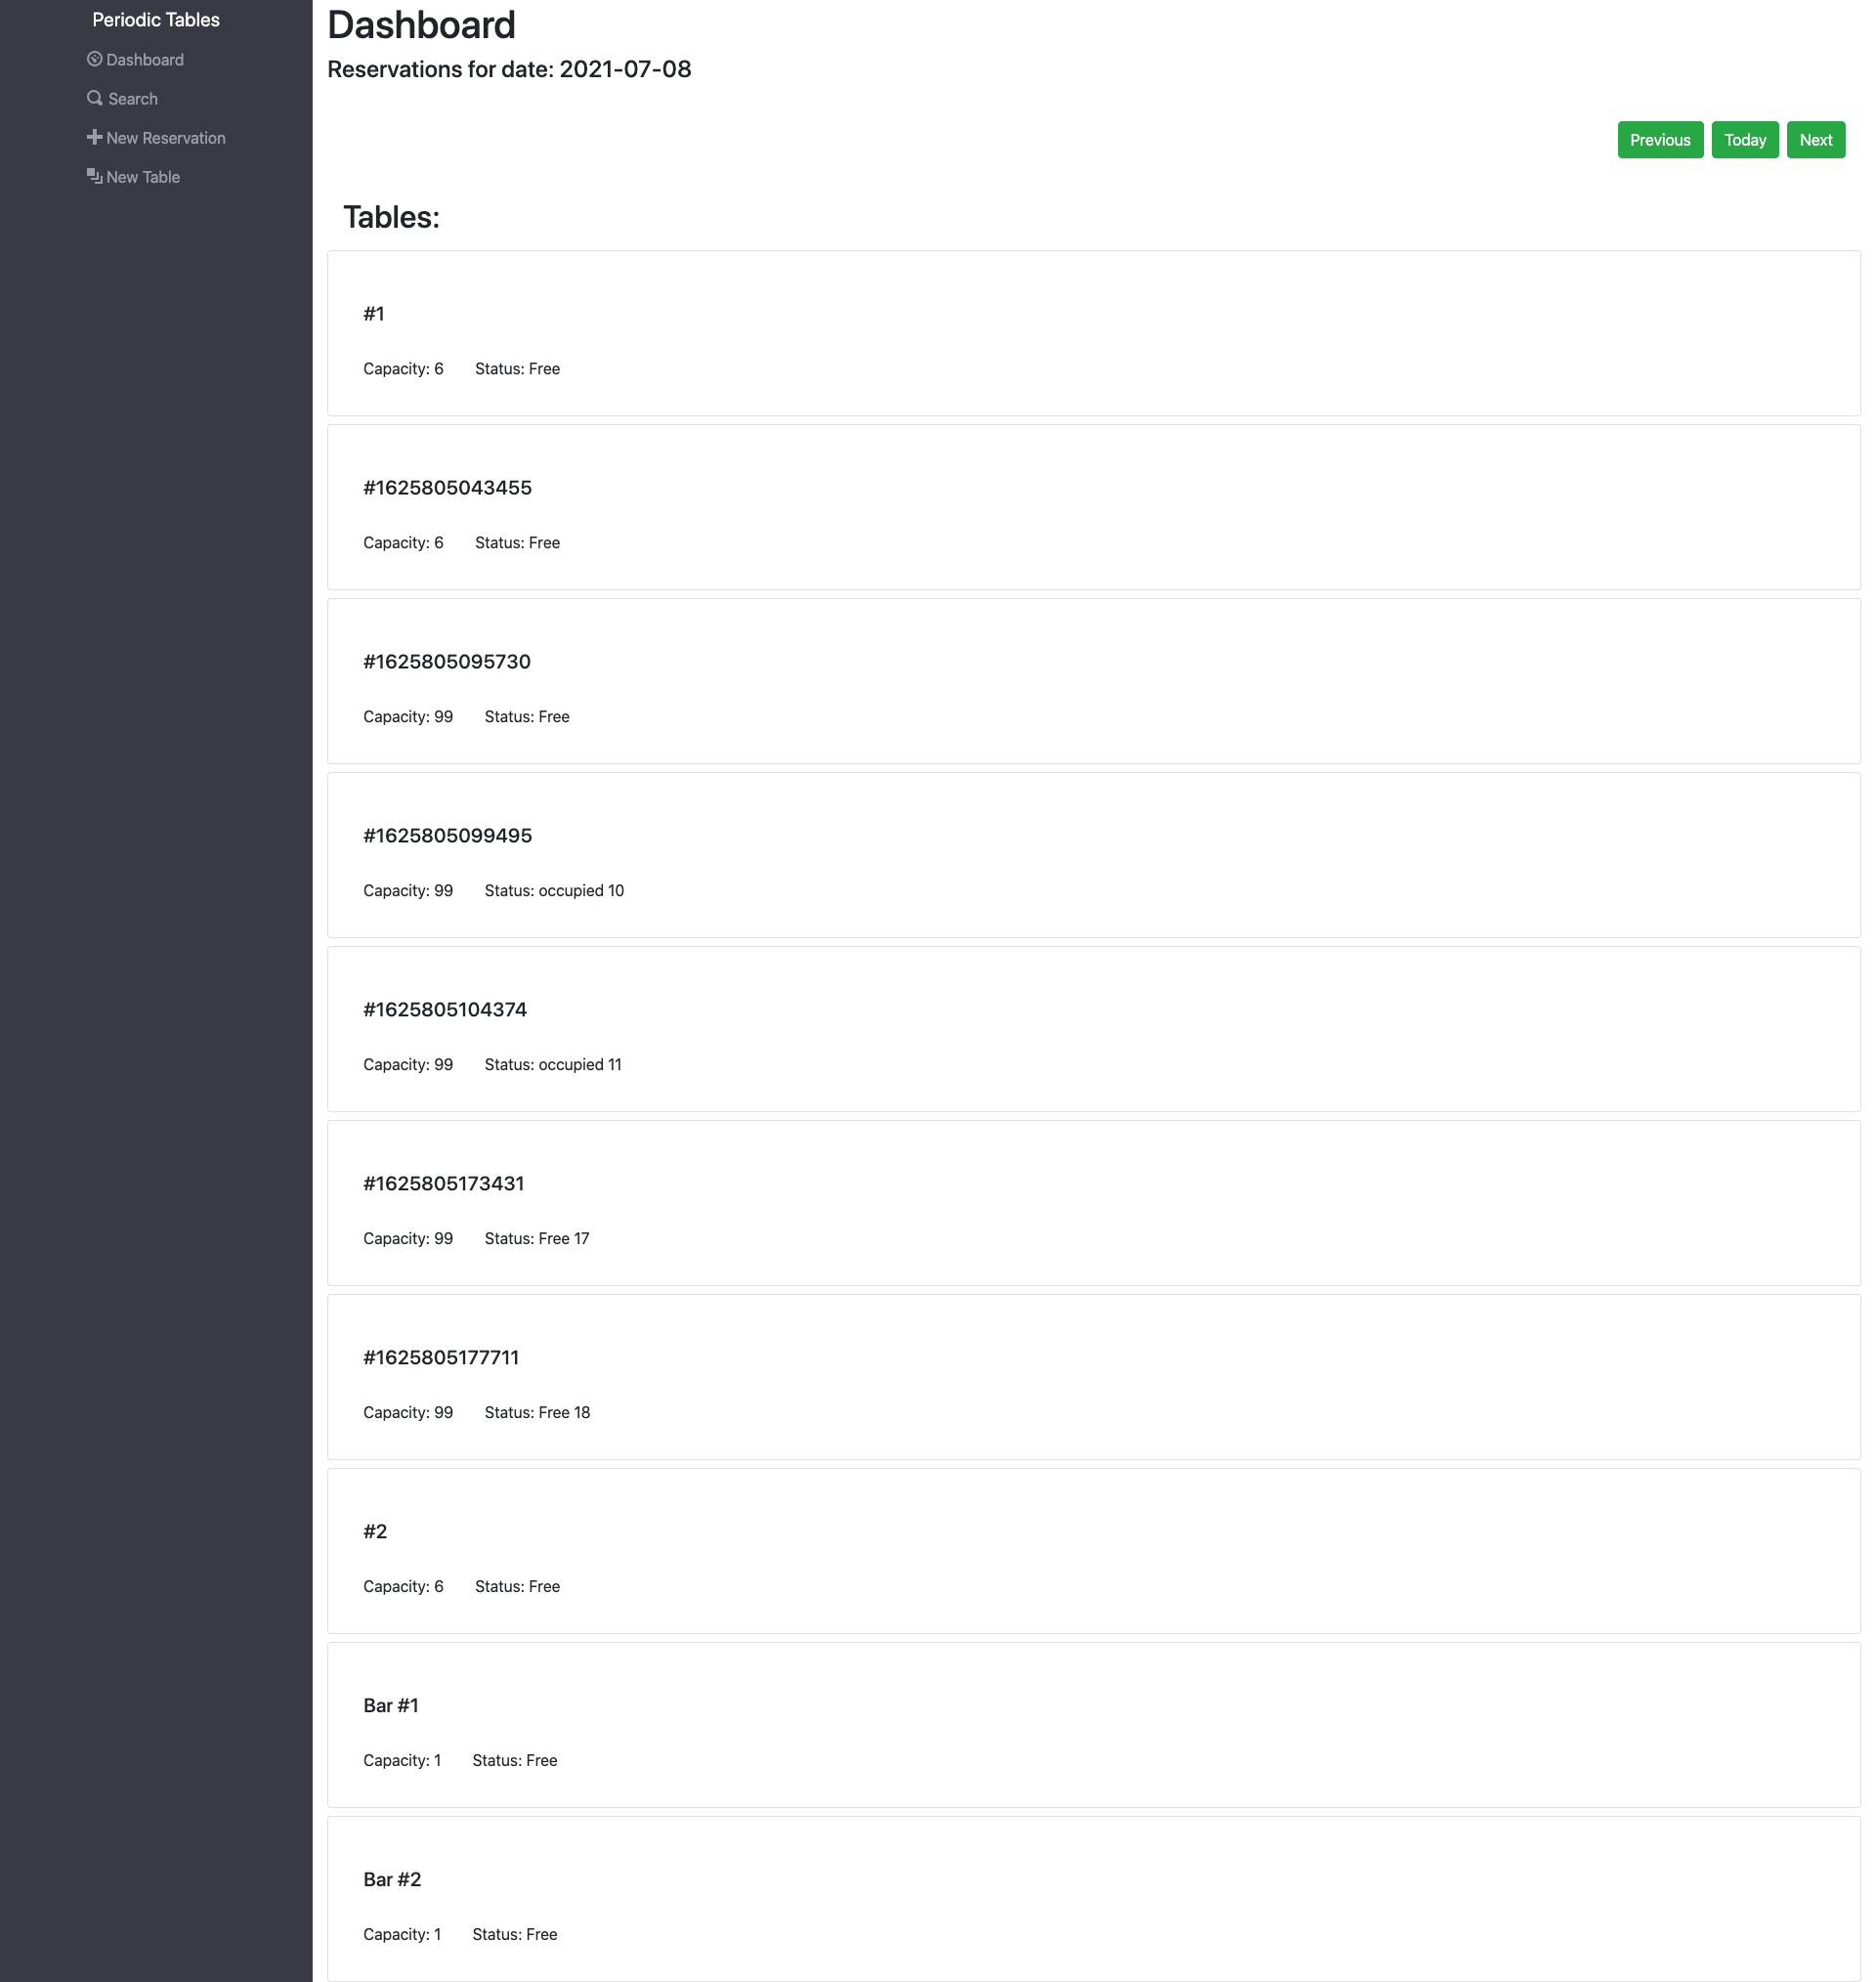 Periodic Tables
Dashboard
Search
New Reservation
New Table
Dashboard
Reservations for date: 2021-07-08
Previous Today Next
Tables:
#1
Capacity: 6 Status: Free
#1625805043455
Capacity: 6 Status: Free
#1625805095730
Capacity: 99 Status: Free
#1625805099495
Capacity: 99 Status: occupied 10
#1625805104374
Capacity: 99 Status: occupied 11
#1625805173431
Capacity: 99 Status: Free 17
#1625805177711
Capacity: 99 Status: Free 18
#2
Capacity: 6 Status: Free
Bar #1
Capacity: 1 Status: Free
Bar #2
Capacity: 1 Status: Free